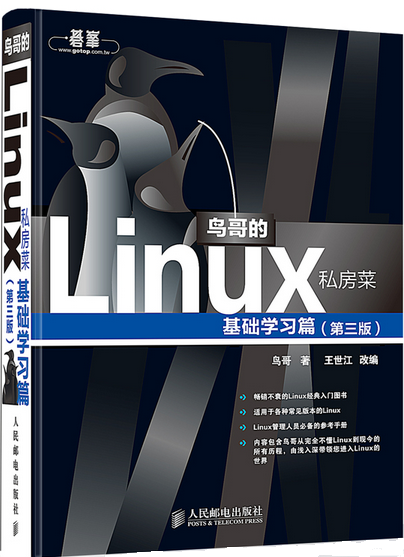 鸟哥的
Linux
私房菜
基础学习篇
(第三版)
人民邮电出版社
碁峯
www.gotop.com.tw
鸟哥的
Linux
私房菜
基础学习篇(第三版)
鸟哥 著 王世江 改编
畅销不衰的Linux经典入门图书
适用于各种常见版本的Linux
Linux管理人员必备的参考手册
内容包含鸟哥从完全不懂Linux到现今的
所有历程,由浅入深带领您进入Linux的
世界
人民邮电出版社
POSTS & TELECOM PRESS